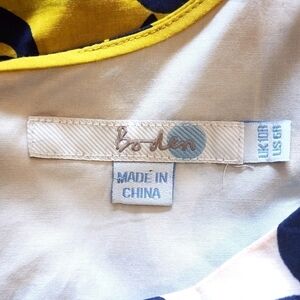 Boden
MADE IN
CHINA
UK 10R
US 6R